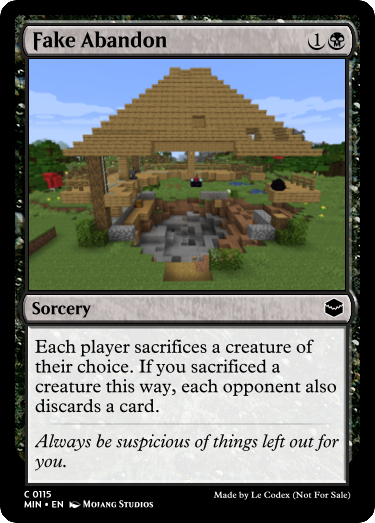 Fake Abandon 1
Sorcery
Each player sacrifices a creature of
their choice. If you sacrificed a
creature this way, each opponent also
discards a card.
Always be suspicious of things left out for
you.
C 0115
MIN • EN Mojang Studios
Made by Le Codex (Not For Sale)